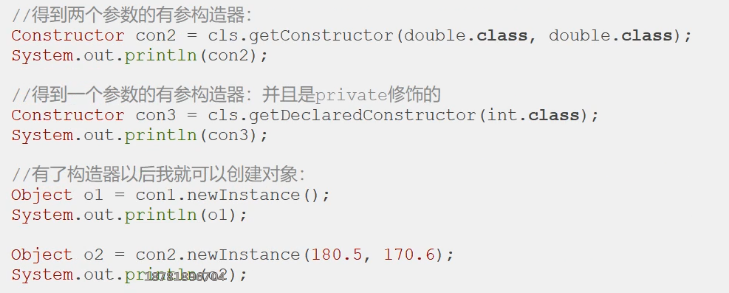 //得到两个参数的有参构造器：
Constructor con2 = cls.getConstructor(double.class, double.class);
System.out.println(con2);
//得到一个参数的有参构造器：并且是private修饰的
Constructor con3 = cls.getDeclaredConstructor(int.class);
System.out.println(con3);
//有了构造器以后我就可以创建对象：
Object o1 = con1.newInstance();
System.out.println(o1);
Object o2 = con2.newInstance(180.5, 170.6);
System.out.println(o2);